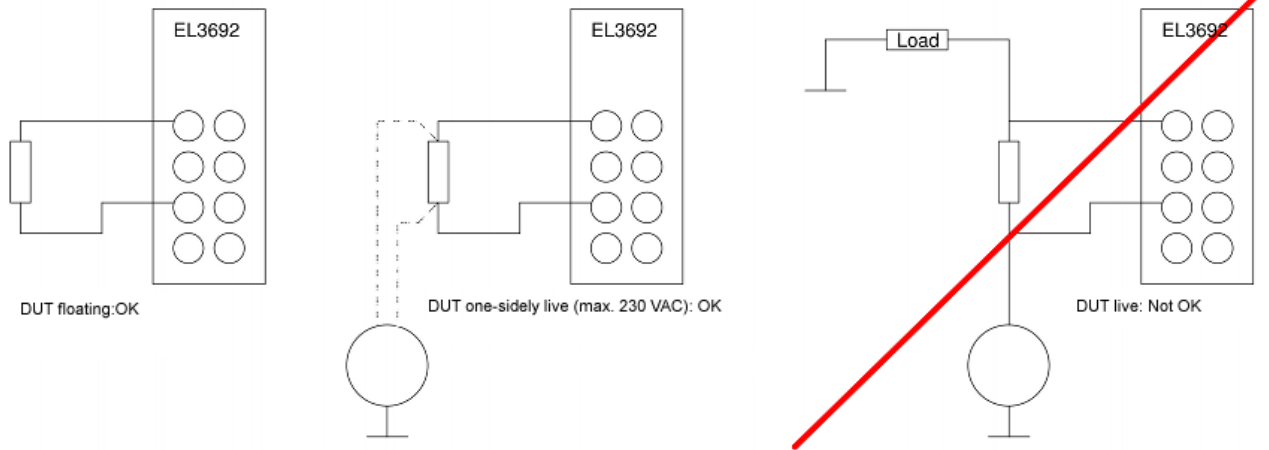 EL3692
EL3692
EL3692
Load
DUT floating:OK
DUT one-sidely live (max. 230 VAC): OK
DUT live: Not OK